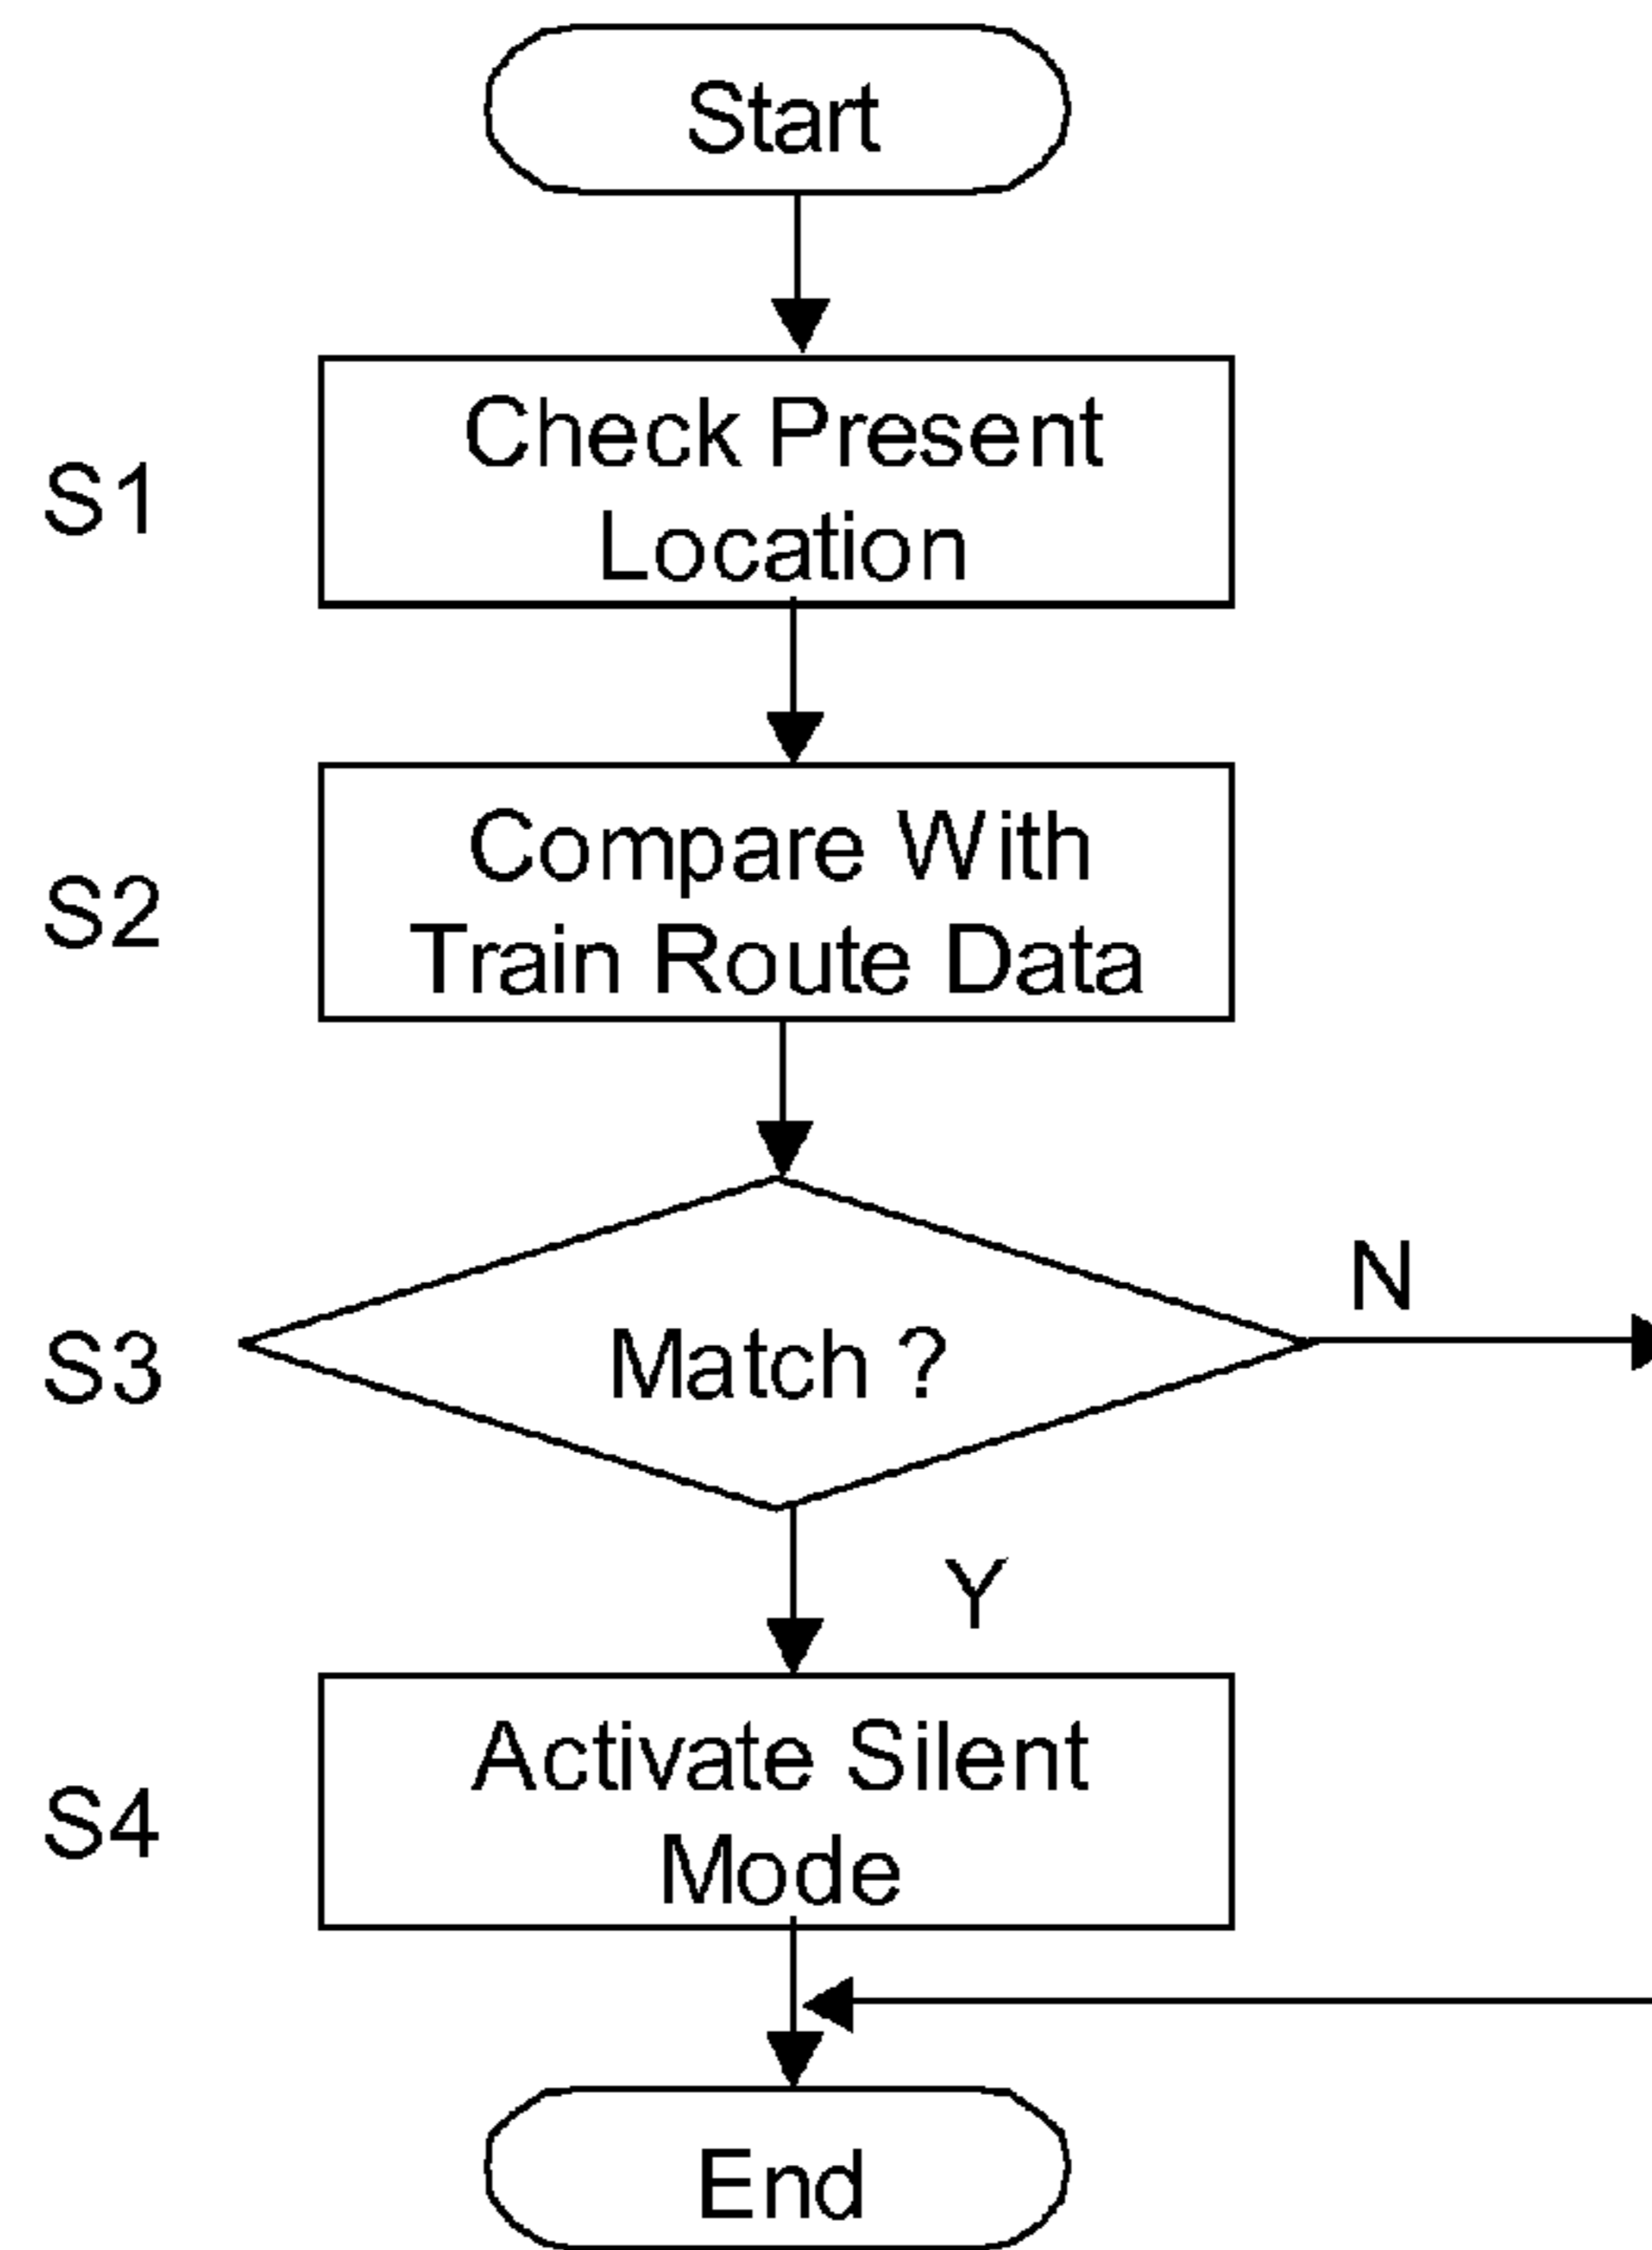 Start
S1
Check Present
Location
S2
Compare With
Train Route Data
S3
Match ?
N
Y
S4
Activate Silent
Mode
End